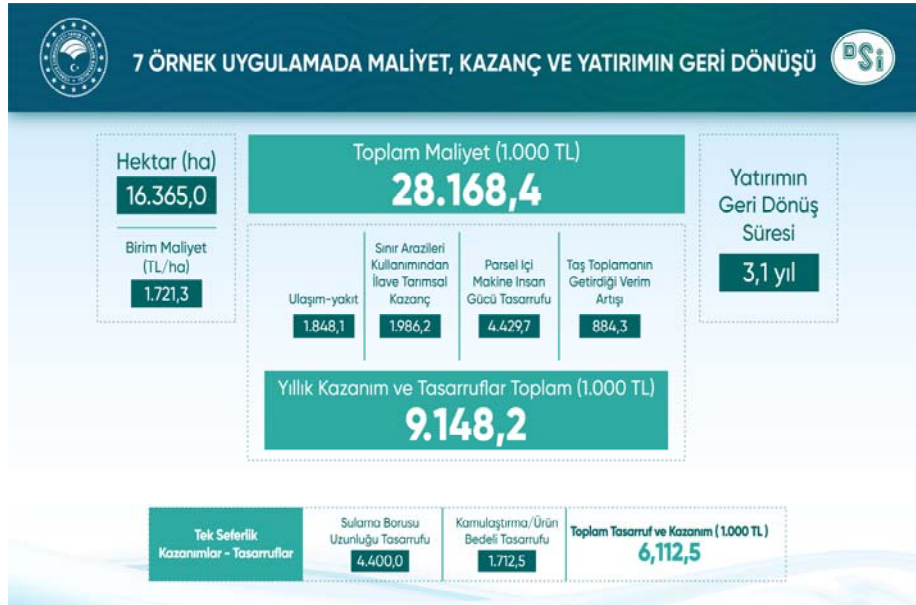 7 ÖRNEK UYGULAMADA MALİYET, KAZANÇ VE YATIRIMIN GERİ DÖNÜŞÜ
DSİ
Hektar (ha)
16.365,0
Birim Maliyet
(TL/ha)
1.721,3
Toplam Maliyet (1.000 TL)
28.168,4
Ulaşım-yakıt
1.848,1
Sınır Arazileri
Kullanımından
İlave Tarımsal
Kazanç
1.986,2
Parsel Içi
Makine Insan
Gücü Tasarrufu
4.429,7
Taş Toplamanın
Getirdiği Verim
Artışı
884,3
Yıllık Kazanım ve Tasarruflar Toplam (1.000 TL)
9.148,2
Yatırımın
Geri Dönüş
Süresi
3,1 yıl
Tek Seferlik
Kazanımlar - Tasarruflar
Sulama Borusu
Uzunluğu Tasarrufu
4.400,0
Kamulaştırma/Ürün
Bedeli Tasarrufu
1.712,5
Toplam Tasarruf ve Kazanım ( 1.000 TL )
6,112,5